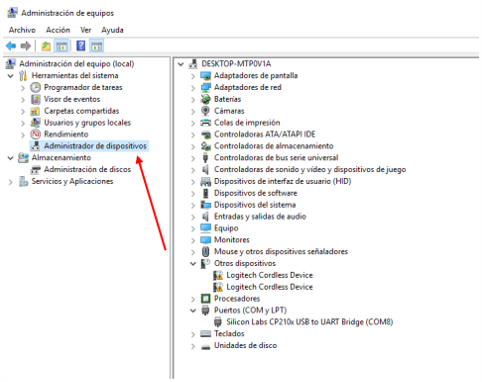 Administración de equipos
Archivo Acción Ver Ayuda
Administración del equipo (local)
Herramientas del sistema
Programador de tareas
Visor de eventos
Carpetas compartidas
Usuarios y grupos locales
Rendimiento
Administrador de dispositivos
Almacenamiento
Administración de discos
Servicios y Aplicaciones
DESKTOP-MTP0V1A
Adaptadores de pantalla
Adaptadores de red
Baterías
Cámaras
Colas de impresión
Controladoras ATA/ATAPI IDE
Controladoras de almacenamiento
Controladoras de bus serie universal
Controladoras de sonido y vídeo y dispositivos de juego
Dispositivos de interfaz de usuario (HID)
Dispositivos de software
Dispositivos del sistema
Entradas y salidas de audio
Equipo
Monitores
Mouse y otros dispositivos señaladores
Otros dispositivos
Logitech Cordless Device
Logitech Cordless Device
Procesadores
Puertos (COM y LPT)
Silicon Labs CP210x USB to UART Bridge (COM8)
Teclados
Unidades de disco